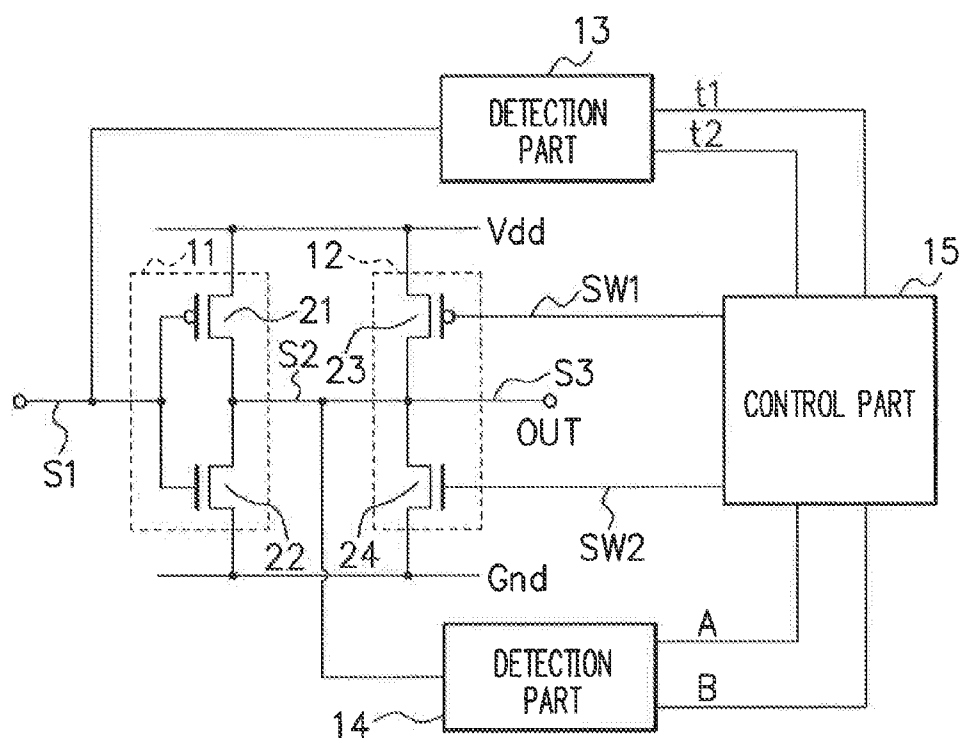 13
DETECTION
PART
t1
t2
Vdd
11
12
15
21
SW1
S2
23
S3
CONTROL PART
OUT
S1
22
24
SW2
Gnd
A
DETECTION
PART
B
14